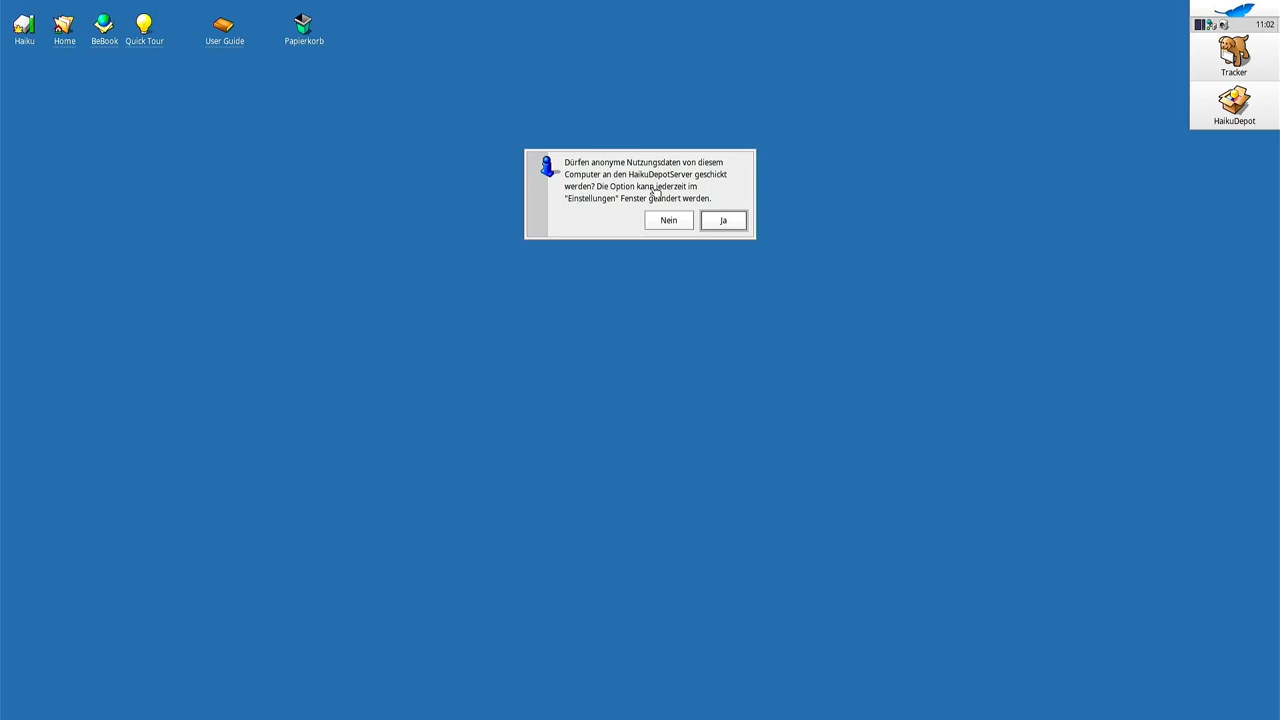 Haiku
Home
BeBook
Quick Tour
User Guide
Papierkorb
11:02
Tracker
HaikuDepot
Dürfen anonyme Nutzungsdaten von diesem
Computer an den HaikuDepotServer geschickt
werden? Die Option kann jederzeit im
"Einstellungen" Fenster geändert werden.
Nein
Ja